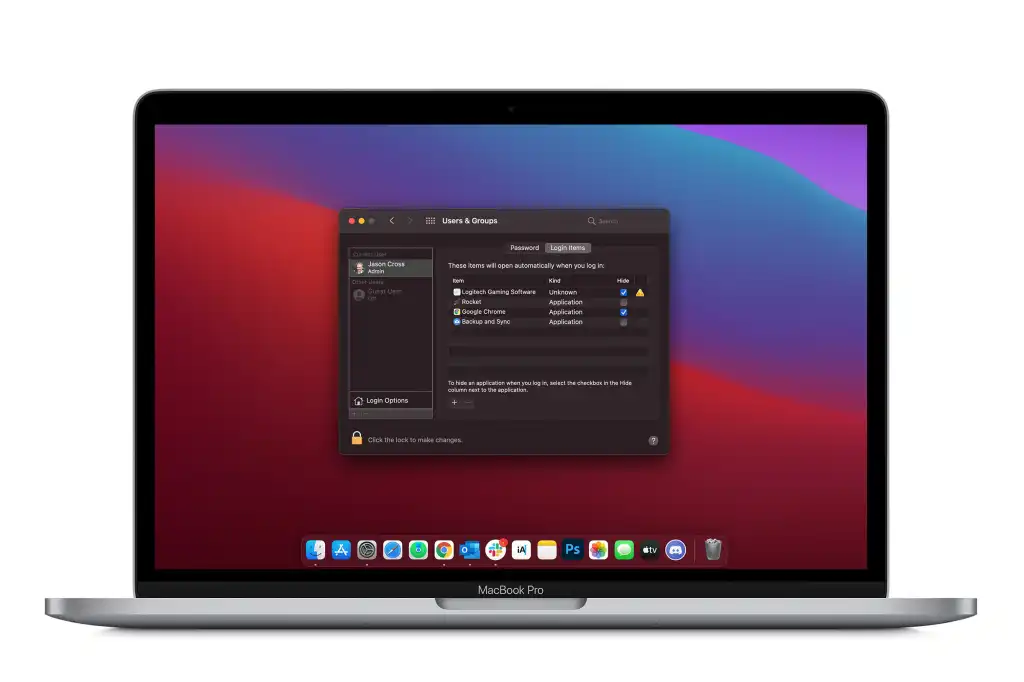 Users & Groups
Search
Password
Login Items
Current User
Jason Cross
Admin
Other Users
Guest User
Off
These items will open automatically when you log in:
Item Kind Hide
Logitech Gaming Software Unknown
Rocket Application
Google Chrome Application
Backup and Sync Application
To hide an application when you log in, select the checkbox in the Hide
column next to the application.
+ −
Login Options
+ −
Click the lock to make changes.
?
iA
Ps
tv
MacBook Pro